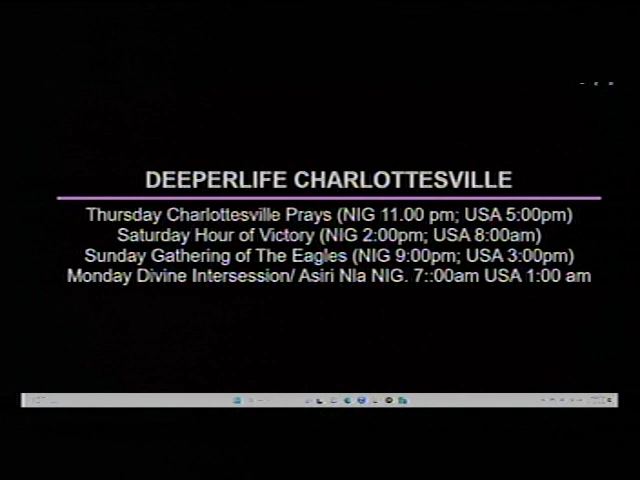 DEEPERLIFE CHARLOTTESVILLE
Thursday Charlottesville Prays (NIG 11.00 pm; USA 5:00pm)
Saturday Hour of Victory (NIG 2:00pm; USA 8:00am)
Sunday Gathering of The Eagles (NIG 9:00pm; USA 3:00pm)
Monday Divine Intersession/ Asiri Nla NIG. 7::00am USA 1:00 am